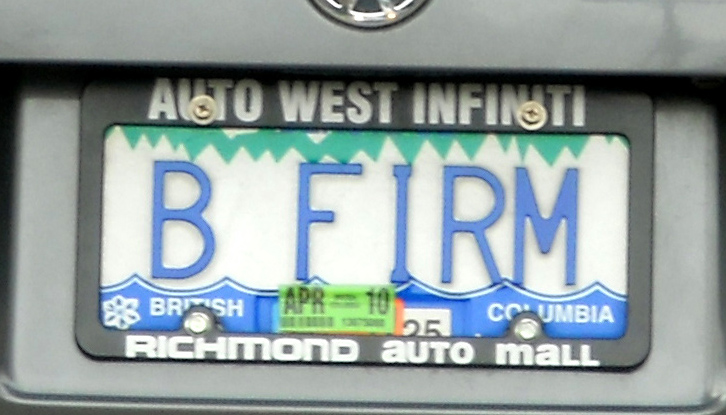 AUTO WEST INFINITI
B FIRM
BRITISH COLUMBIA
APR 10
25
RICHMOND AUTO MALL